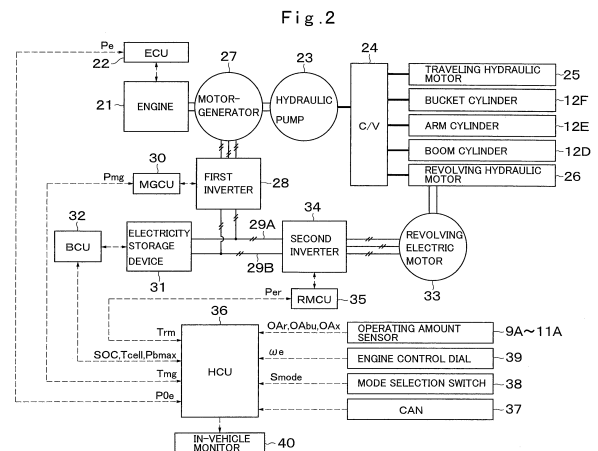 Fig.2
Pe
ECU
22
27
23
24
TRAVELING HYDRAULIC MOTOR
25
21
ENGINE
MOTOR-GENERATOR
HYDRAULIC PUMP
C/V
BUCKET CYLINDER
12F
ARM CYLINDER
12E
BOOM CYLINDER
12D
REVOLVING HYDRAULIC MOTOR
26
Pmg
30
MGCU
FIRST INVERTER
28
32
BCU
ELECTRICITY STORAGE DEVICE
31
29A
29B
34
SECOND INVERTER
REVOLVING ELECTRIC MOTOR
33
Per
RMCU
35
36
HCU
Trm
SOC,Tcell,Pbmax
Tmg
P0e
OAr,OAbu,OAx
OPERATING AMOUNT SENSOR
9A~11A
ωe
ENGINE CONTROL DIAL
39
Smode
MODE SELECTION SWITCH
38
CAN
37
IN-VEHICLE MONITOR
40